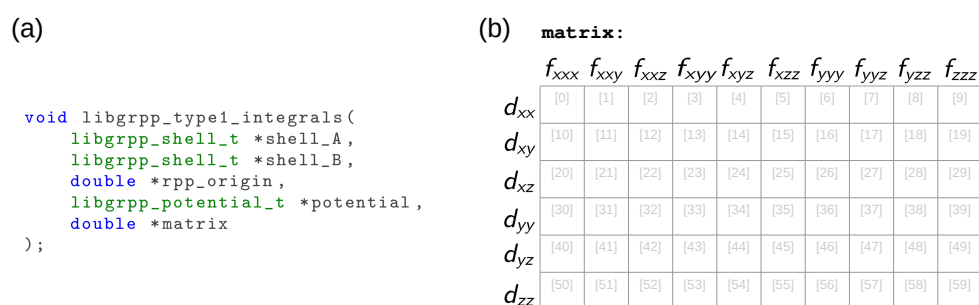 (a)
void libgrpp_type1_integrals(
    libgrpp_shell_t *shell_A,
    libgrpp_shell_t *shell_B,
    double *rpp_origin,
    libgrpp_potential_t *potential,
    double *matrix
);
(b) matrix:
fxxx fxxy fxxz fxyy fxyz fxzz fyyy fyyz fyzz fzzz
dxx [0] [1] [2] [3] [4] [5] [6] [7] [8] [9]
dxy [10] [11] [12] [13] [14] [15] [16] [17] [18] [19]
dxz [20] [21] [22] [23] [24] [25] [26] [27] [28] [29]
dyy [30] [31] [32] [33] [34] [35] [36] [37] [38] [39]
dyz [40] [41] [42] [43] [44] [45] [46] [47] [48] [49]
dzz [50] [51] [52] [53] [54] [55] [56] [57] [58] [59]